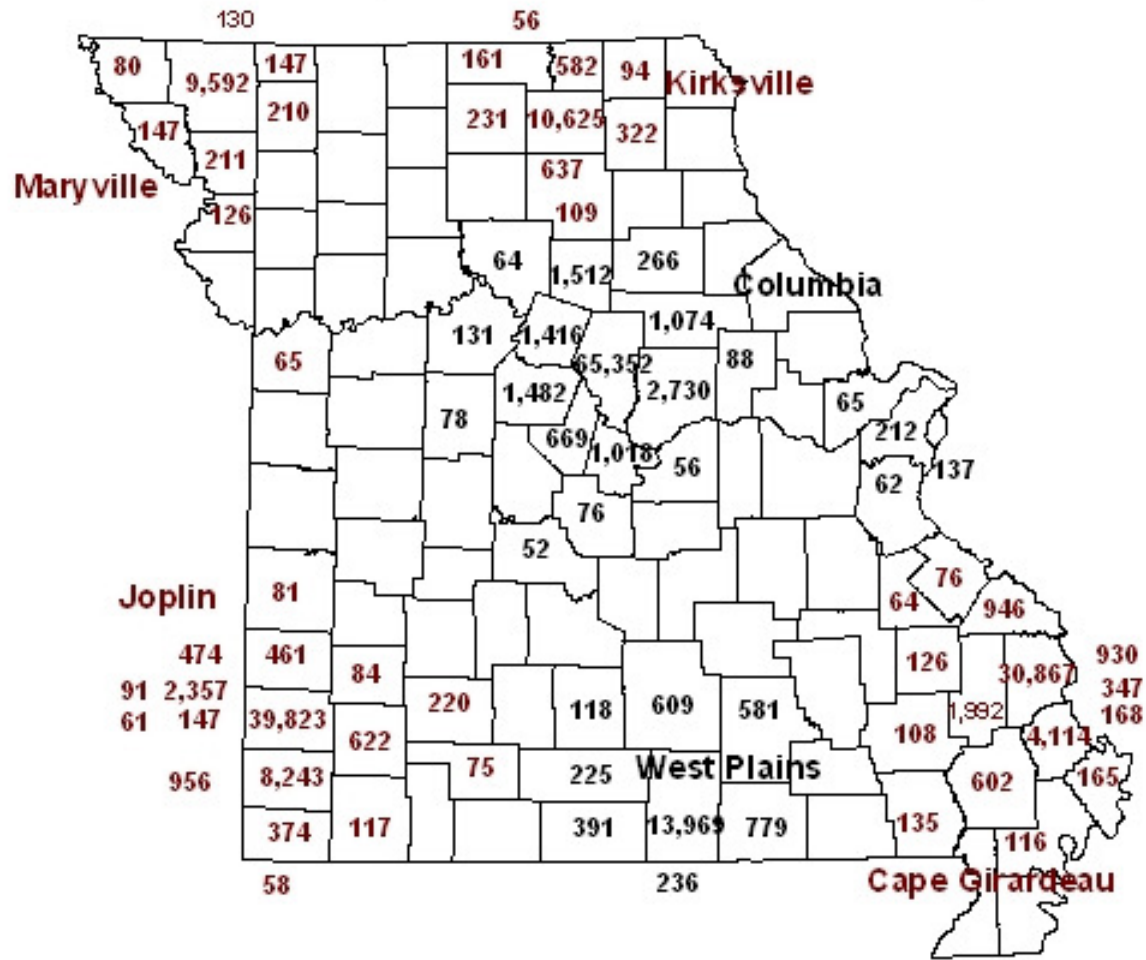 130 56
80 9,592 147 161 582 94 Kirksville
147 210 231 10,625 322
211 637
Maryville
126 109
64 1,512 266 Columbia
131 1,416 1,074
65 65,352 88
1,482 2,730 65
78 669 212
1,018 56 137
62
76
52
Joplin 81 64 76
946
474 461 84 126 930
91 2,357 220 118 609 581 30,867 347
61 147 39,823 622 108 1,992 168
4,114
956 8,243 75 225 West Plains 602 165
374 117 391 13,969 779 135 116
58 236 Cape Girardeau